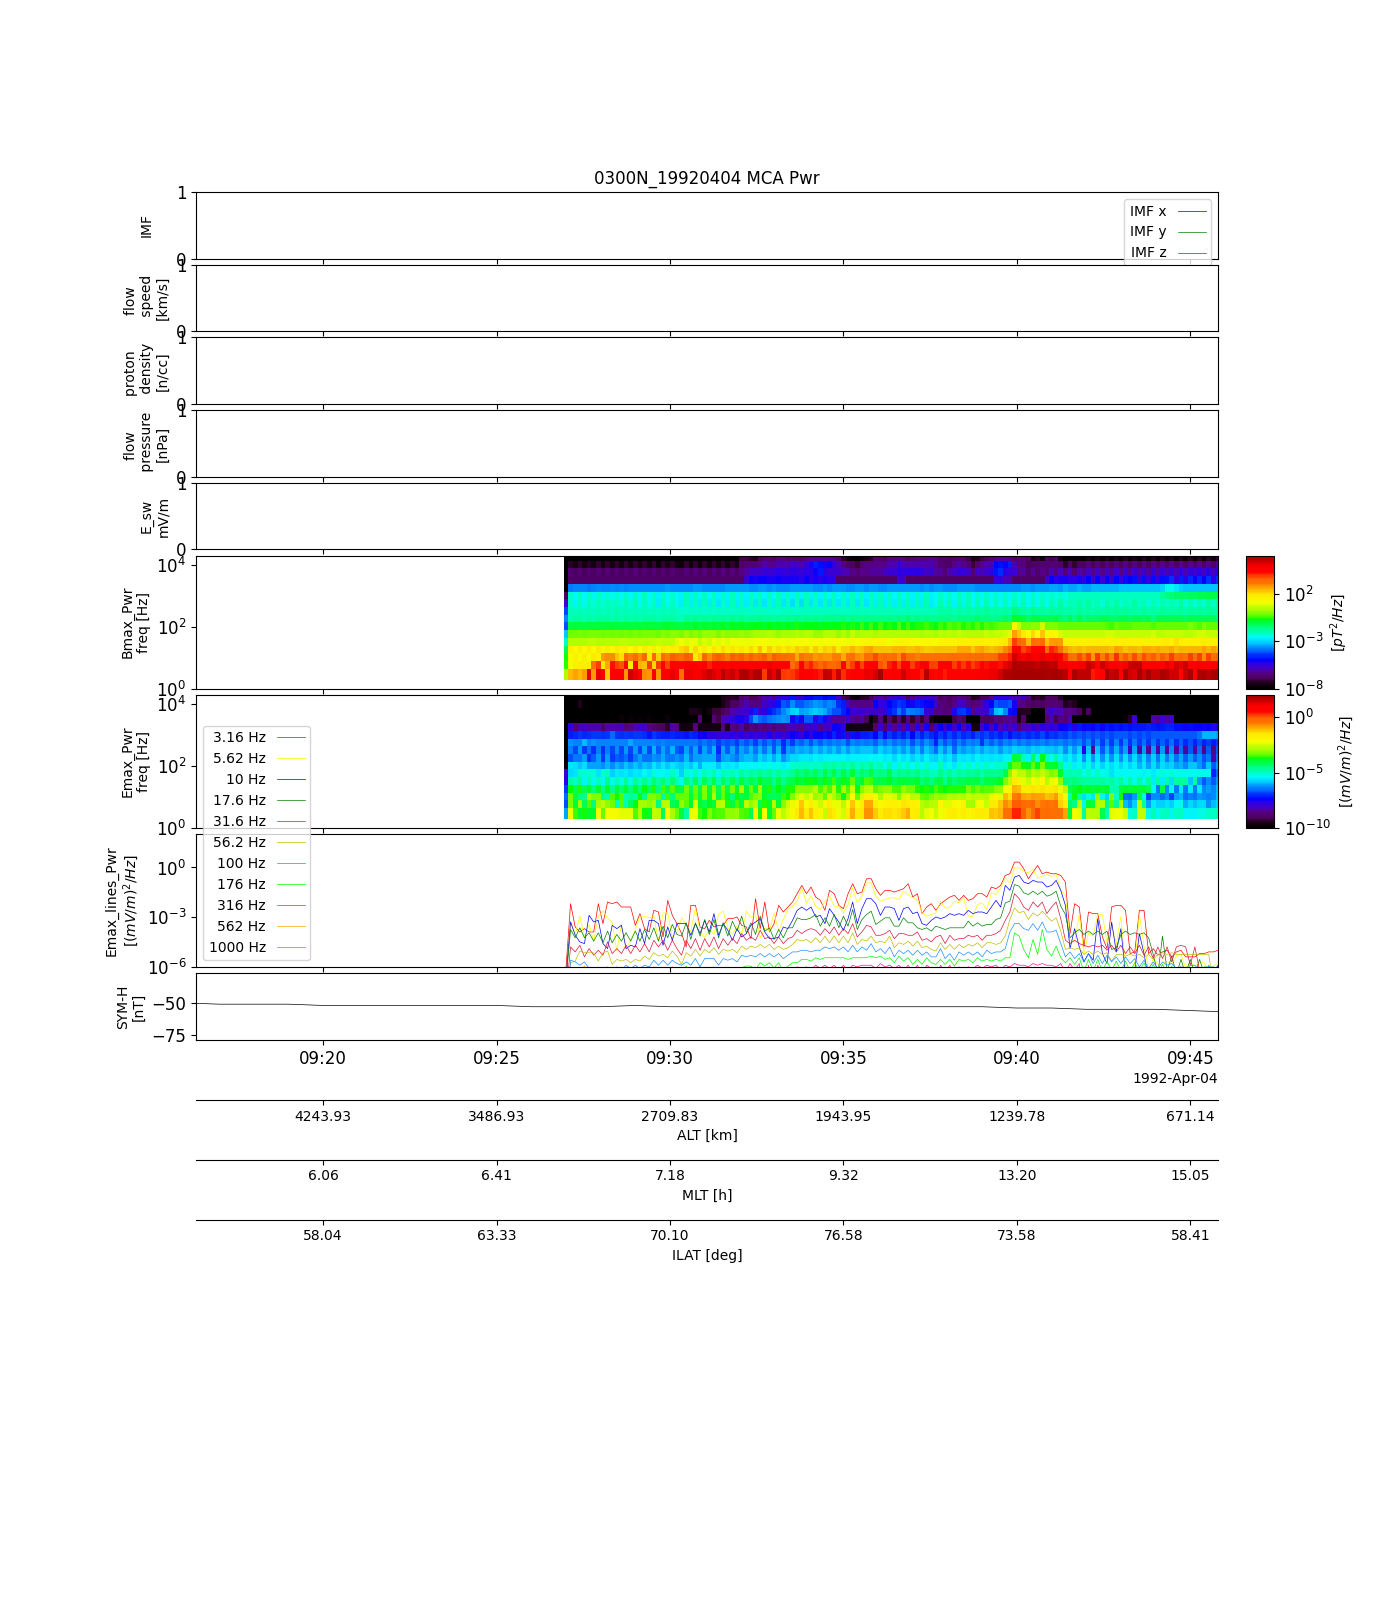 0300N_19920404 MCA Pwr
1
IMF
0
IMF x
IMF y
IMF z
1
flow
speed
[km/s]
0
1
proton
density
[n/cc]
0
1
flow
pressure
[nPa]
0
1
E_sw
mV/m
0
10^4
10^2
10^0
Bmax_Pwr
freq [Hz]
10^2
10^-3
10^-8
[pT^2/Hz]
10^4
10^2
10^0
Emax_Pwr
freq [Hz]
10^0
10^-5
10^-10
[(mV/m)^2/Hz]
3.16 Hz
5.62 Hz
10 Hz
17.6 Hz
31.6 Hz
56.2 Hz
100 Hz
176 Hz
316 Hz
562 Hz
1000 Hz
Emax_lines_Pwr
[(mV/m)^2/Hz]
10^0
10^-3
10^-6
SYM-H
[nT]
−50
−75
09:20 09:25 09:30 09:35 09:40 09:45
1992-Apr-04
4243.93 3486.93 2709.83 1943.95 1239.78 671.14
ALT [km]
6.06 6.41 7.18 9.32 13.20 15.05
MLT [h]
58.04 63.33 70.10 76.58 73.58 58.41
ILAT [deg]